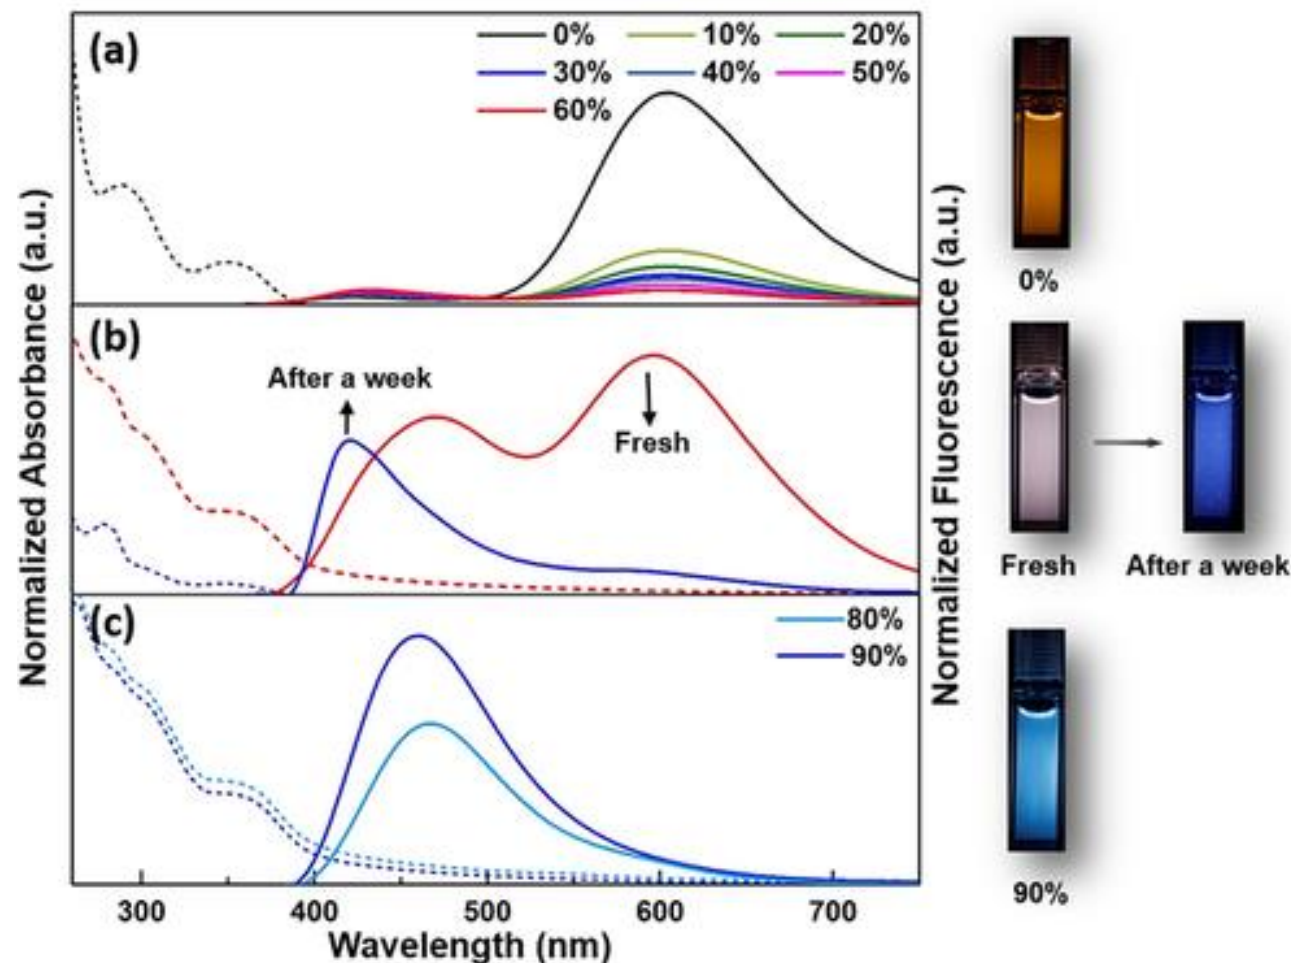 (a)
0% 10% 20%
30% 40% 50%
60%
0%
(b)
After a week
Fresh
Fresh After a week
(c)
80%
90%
90%
300 400 500 600 700
Wavelength (nm)
Normalized Absorbance (a.u.)
Normalized Fluorescence (a.u.)